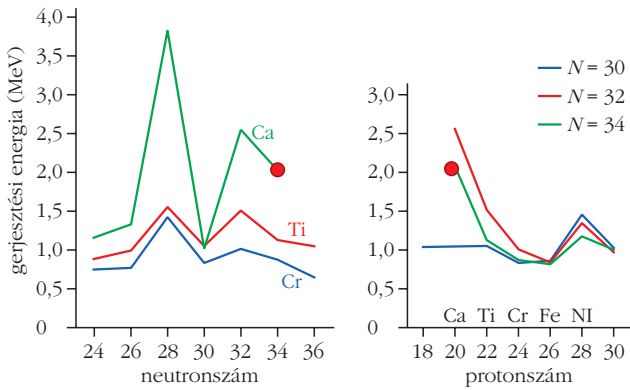 gerjesztési energia (MeV)
4,0
3,5
3,0
2,5
2,0
1,5
1,0
0,5
0
Ca
Ti
Cr
24 26 28 30 32 34 36
neutronszám
N = 30
N = 32
N = 34
3,0
2,5
2,0
1,5
1,0
0,5
0
Ca Ti Cr Fe NI
18 20 22 24 26 28 30
protonszám